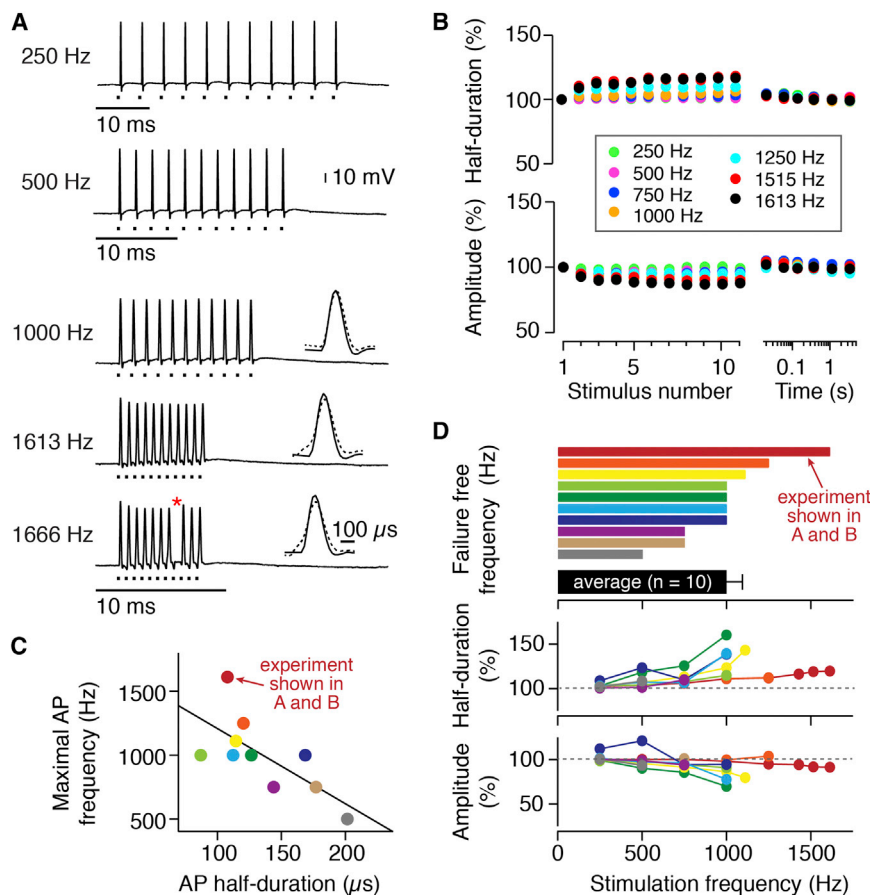 A
250 Hz
10 ms
500 Hz
10 mV
10 ms
1000 Hz
1613 Hz
1666 Hz
*
100 µs
10 ms
B
Half-duration (%)
150
100
50
250 Hz
500 Hz
750 Hz
1000 Hz
1250 Hz
1515 Hz
1613 Hz
Amplitude (%)
150
100
50
1
5
10
0.1
1
Stimulus number
Time (s)
C
Maximal AP
frequency (Hz)
1500
1000
500
experiment
shown in
A and B
100
150
200
AP half-duration (µs)
D
Failure free
frequency (Hz)
experiment
shown in
A and B
average (n = 10)
Half-duration
(%)
150
100
Amplitude
(%)
100
50
0
500
1000
1500
Stimulation frequency (Hz)